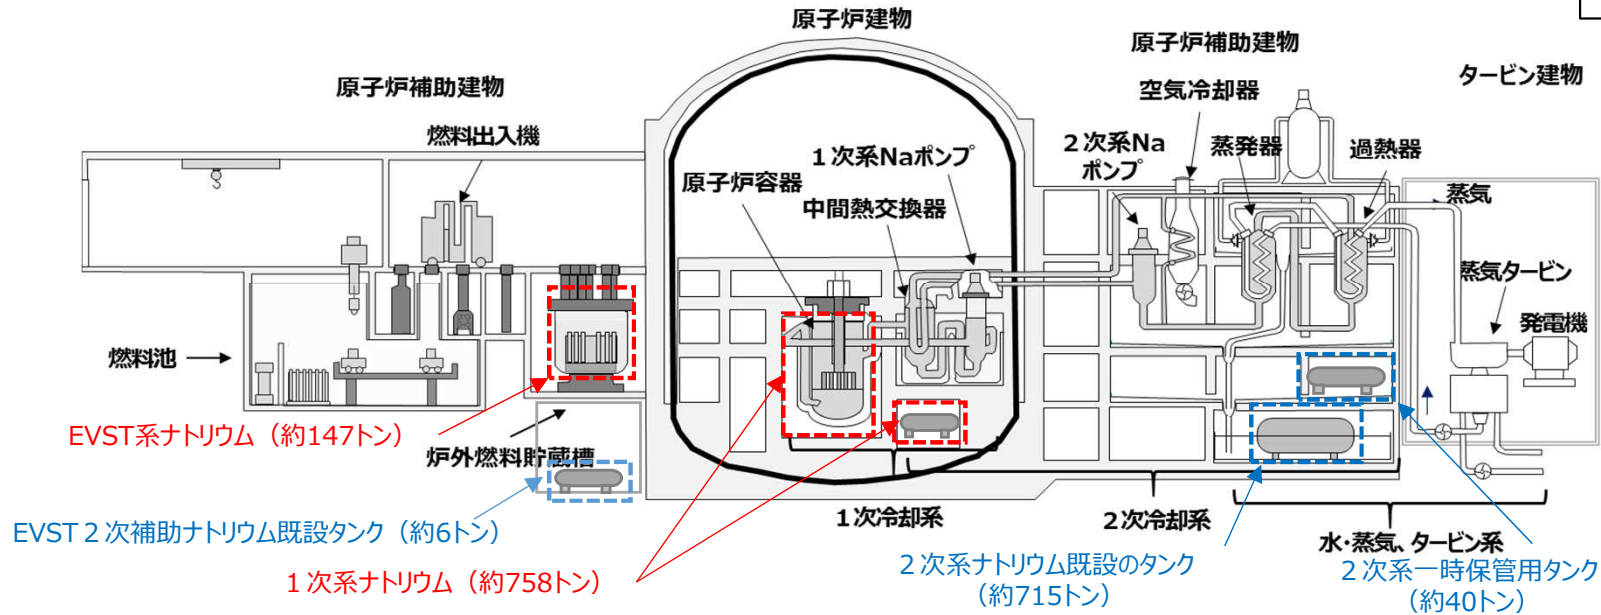 原子炉建物
原子炉補助建物
タービン建物
原子炉補助建物
空気冷却器
燃料出入機
2次系Na
ポンプ
蒸発器
過熱器
1次系Naポンプ
原子炉容器
中間熱交換器
蒸気
蒸気タービン
発電機
燃料池
EVST系ナトリウム（約147トン）
炉外燃料貯蔵槽
EVST２次補助ナトリウム既設タンク（約6トン）
1次冷却系
2次冷却系
水・蒸気、タービン系
１次系ナトリウム（約758トン）
２次系ナトリウム既設のタンク
（約715トン）
２次系一時保管用タンク
（約40トン）